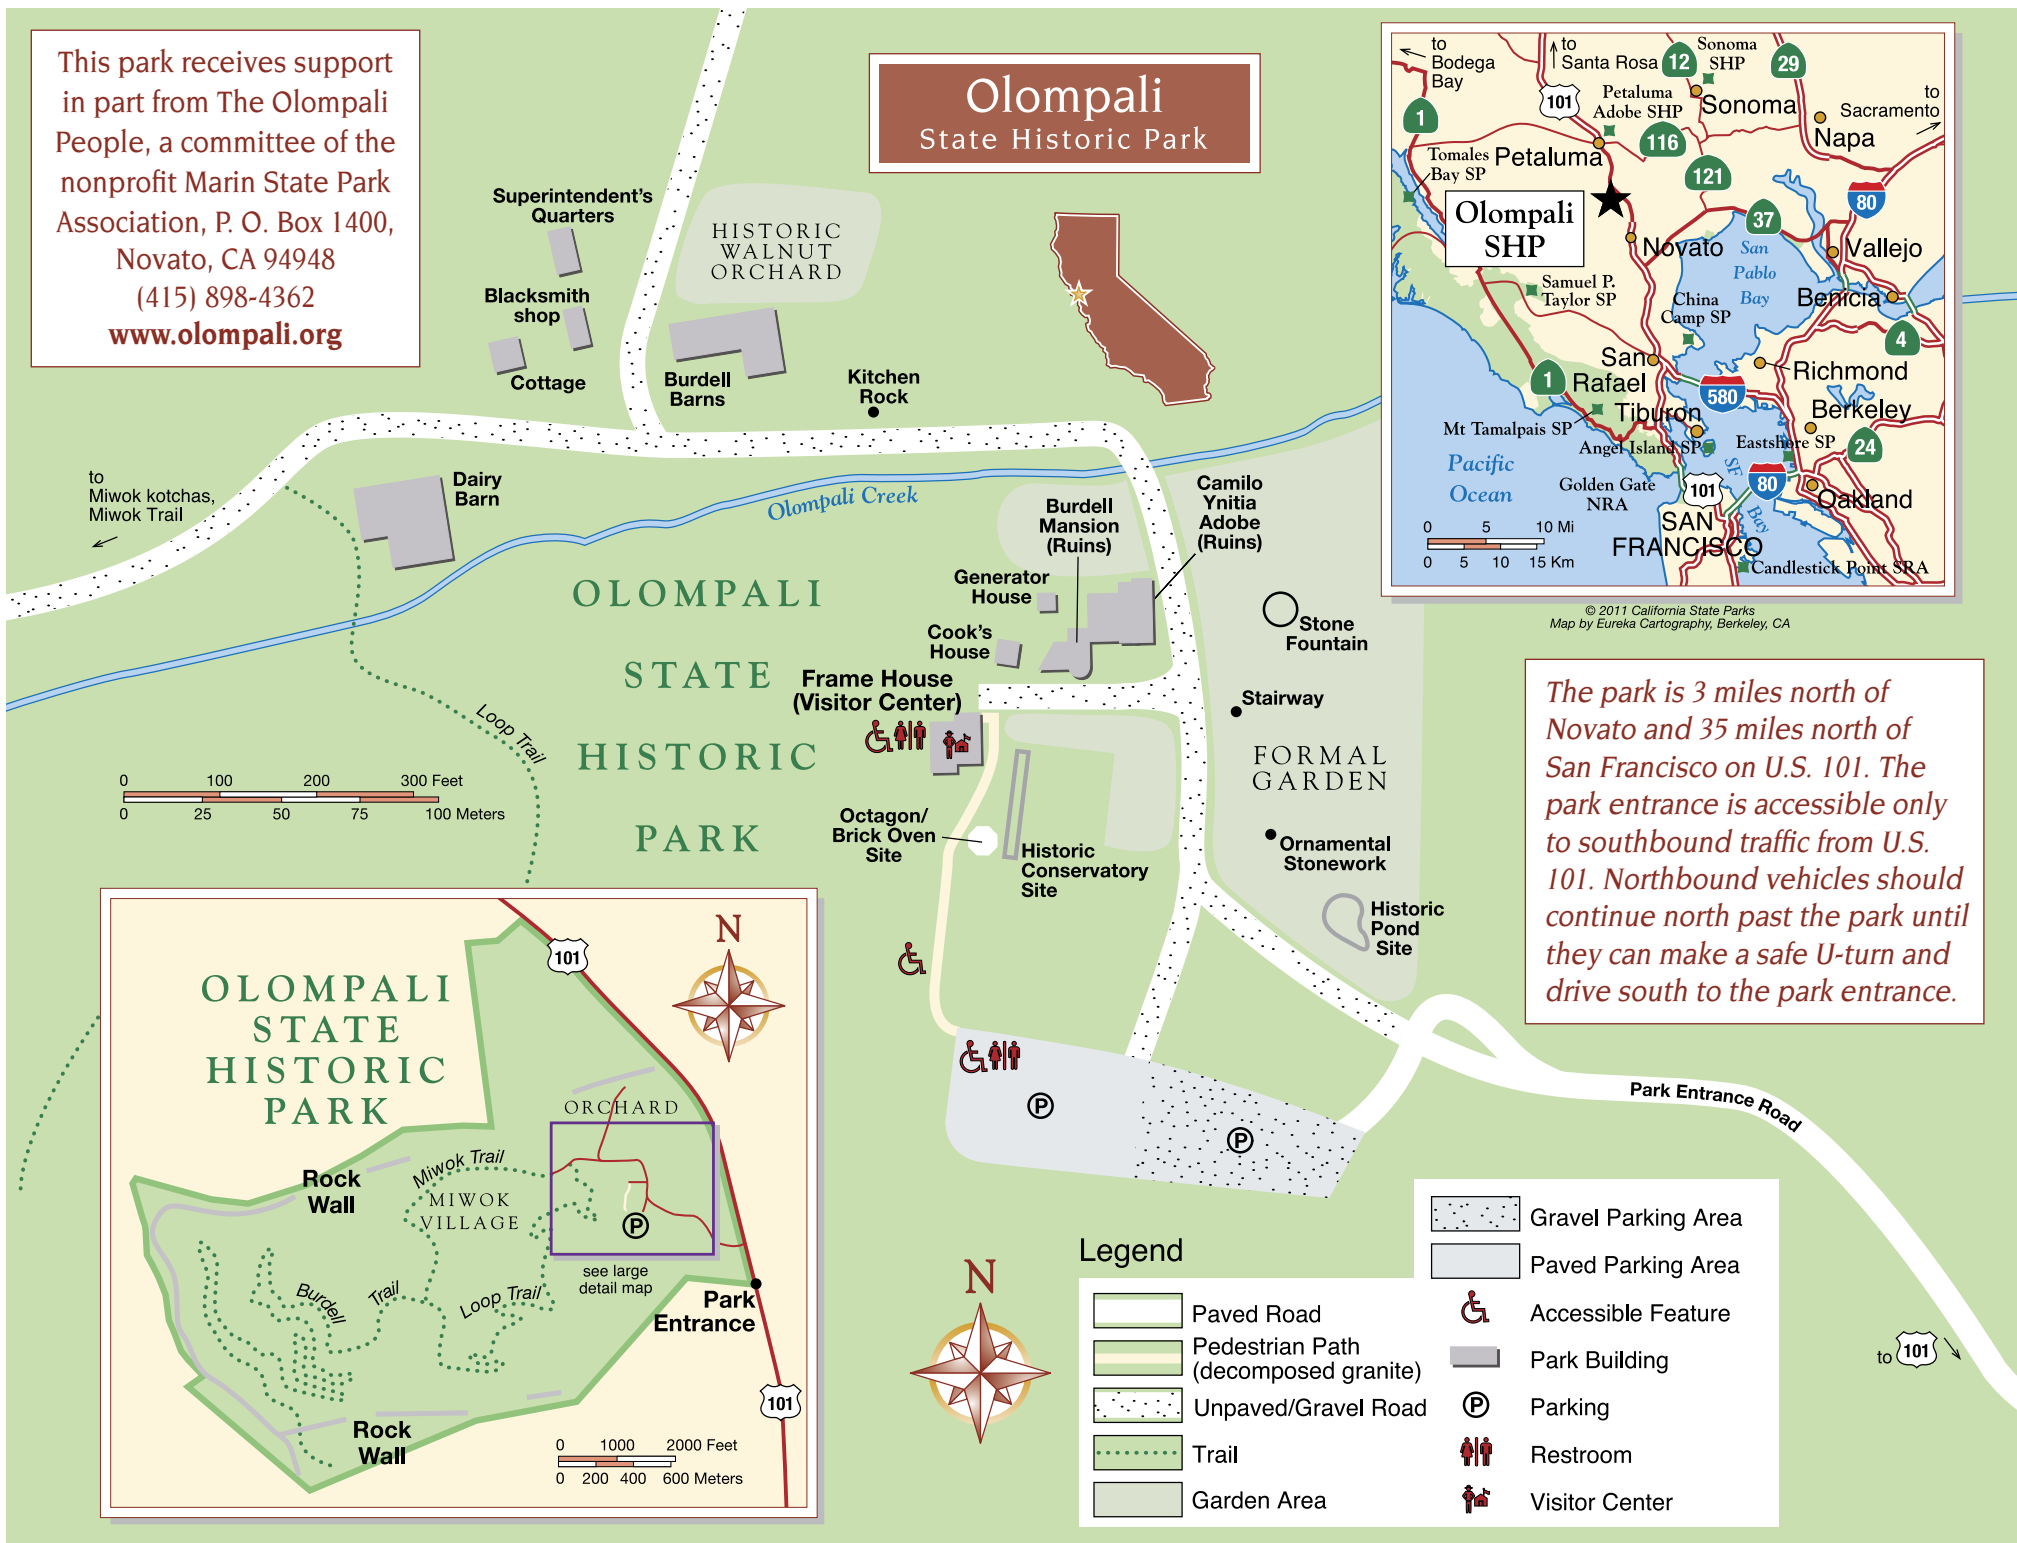 This park receives support
in part from The Olompali
People, a committee of the
nonprofit Marin State Park
Association, P. O. Box 1400,
Novato, CA 94948
(415) 898-4362
www.olompali.org
Olompali
State Historic Park
to
Bodega
Bay
to
Santa Rosa
12
Sonoma
SHP
29
101
Petaluma
Adobe SHP
Sonoma
to
Sacramento
1
116
Napa
Tomales
Bay SP
Petaluma
121
80
Olompali
SHP
37
Novato
San
Pablo
Bay
Vallejo
Samuel P.
Taylor SP
China
Camp SP
Benicia
4
San
Rafael
Richmond
1
580
Tiburon
Berkeley
Mt Tamalpais SP
Angel Island SP
Eastshore SP
24
Pacific
Ocean
SF
Bay
Golden Gate
NRA
101
80
Oakland
SAN
FRANCISCO
0 5 10 Mi
0 5 10 15 Km
Candlestick Point SRA
© 2011 California State Parks
Map by Eureka Cartography, Berkeley, CA
Superintendent's
Quarters
HISTORIC
WALNUT
ORCHARD
Blacksmith
shop
Cottage
Burdell
Barns
Kitchen
Rock
to
Miwok kotchas,
Miwok Trail
Dairy
Barn
Olompali Creek
Burdell
Mansion
(Ruins)
Camilo
Ynitia
Adobe
(Ruins)
Generator
House
Cook's
House
Stone
Fountain
OLOMPALI
STATE
HISTORIC
PARK
Frame House
(Visitor Center)
Stairway
Loop Trail
FORMAL
GARDEN
0 100 200 300 Feet
0 25 50 75 100 Meters
Octagon/
Brick Oven
Site
Historic
Conservatory
Site
Ornamental
Stonework
Historic
Pond
Site
The park is 3 miles north of
Novato and 35 miles north of
San Francisco on U.S. 101. The
park entrance is accessible only
to southbound traffic from U.S.
101. Northbound vehicles should
continue north past the park until
they can make a safe U-turn and
drive south to the park entrance.
P
P
Park Entrance Road
to 101
OLOMPALI
STATE
HISTORIC
PARK
101
N
ORCHARD
Rock
Wall
Miwok Trail
MIWOK
VILLAGE
P
see large
detail map
Burdell
Trail
Loop Trail
Park
Entrance
101
Rock
Wall
0 1000 2000 Feet
0 200 400 600 Meters
N
Legend
Paved Road
Pedestrian Path
(decomposed granite)
Unpaved/Gravel Road
Trail
Garden Area
Gravel Parking Area
Paved Parking Area
Accessible Feature
Park Building
P Parking
Restroom
Visitor Center